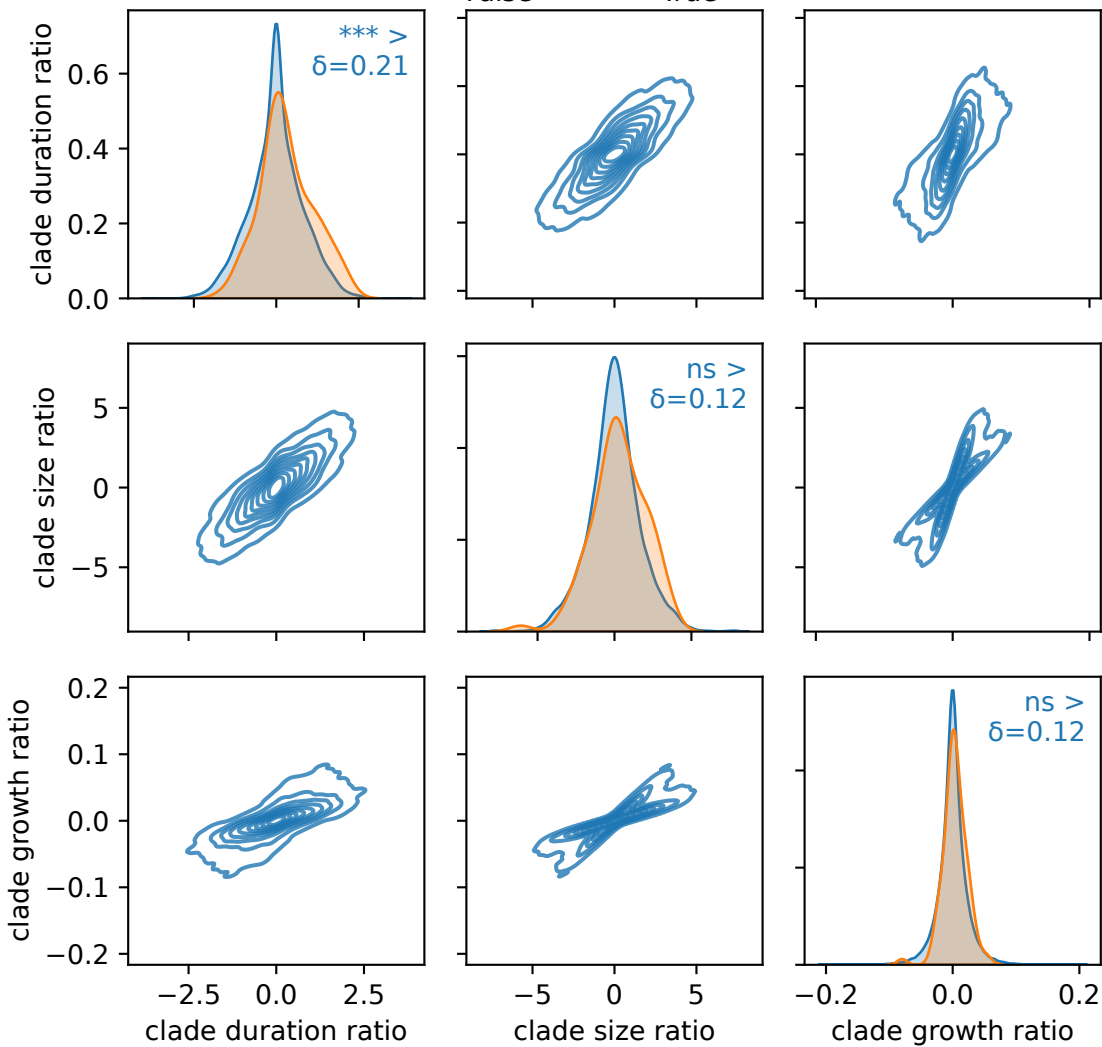 *** >
δ=0.21
clade duration ratio
0.6
0.4
0.2
0.0
ns >
δ=0.12
clade size ratio
5
0
−5
ns >
δ=0.12
clade growth ratio
0.2
0.1
0.0
−0.1
−0.2
−2.5 0.0 2.5
−5 0 5
−0.2 0.0 0.2
clade duration ratio
clade size ratio
clade growth ratio